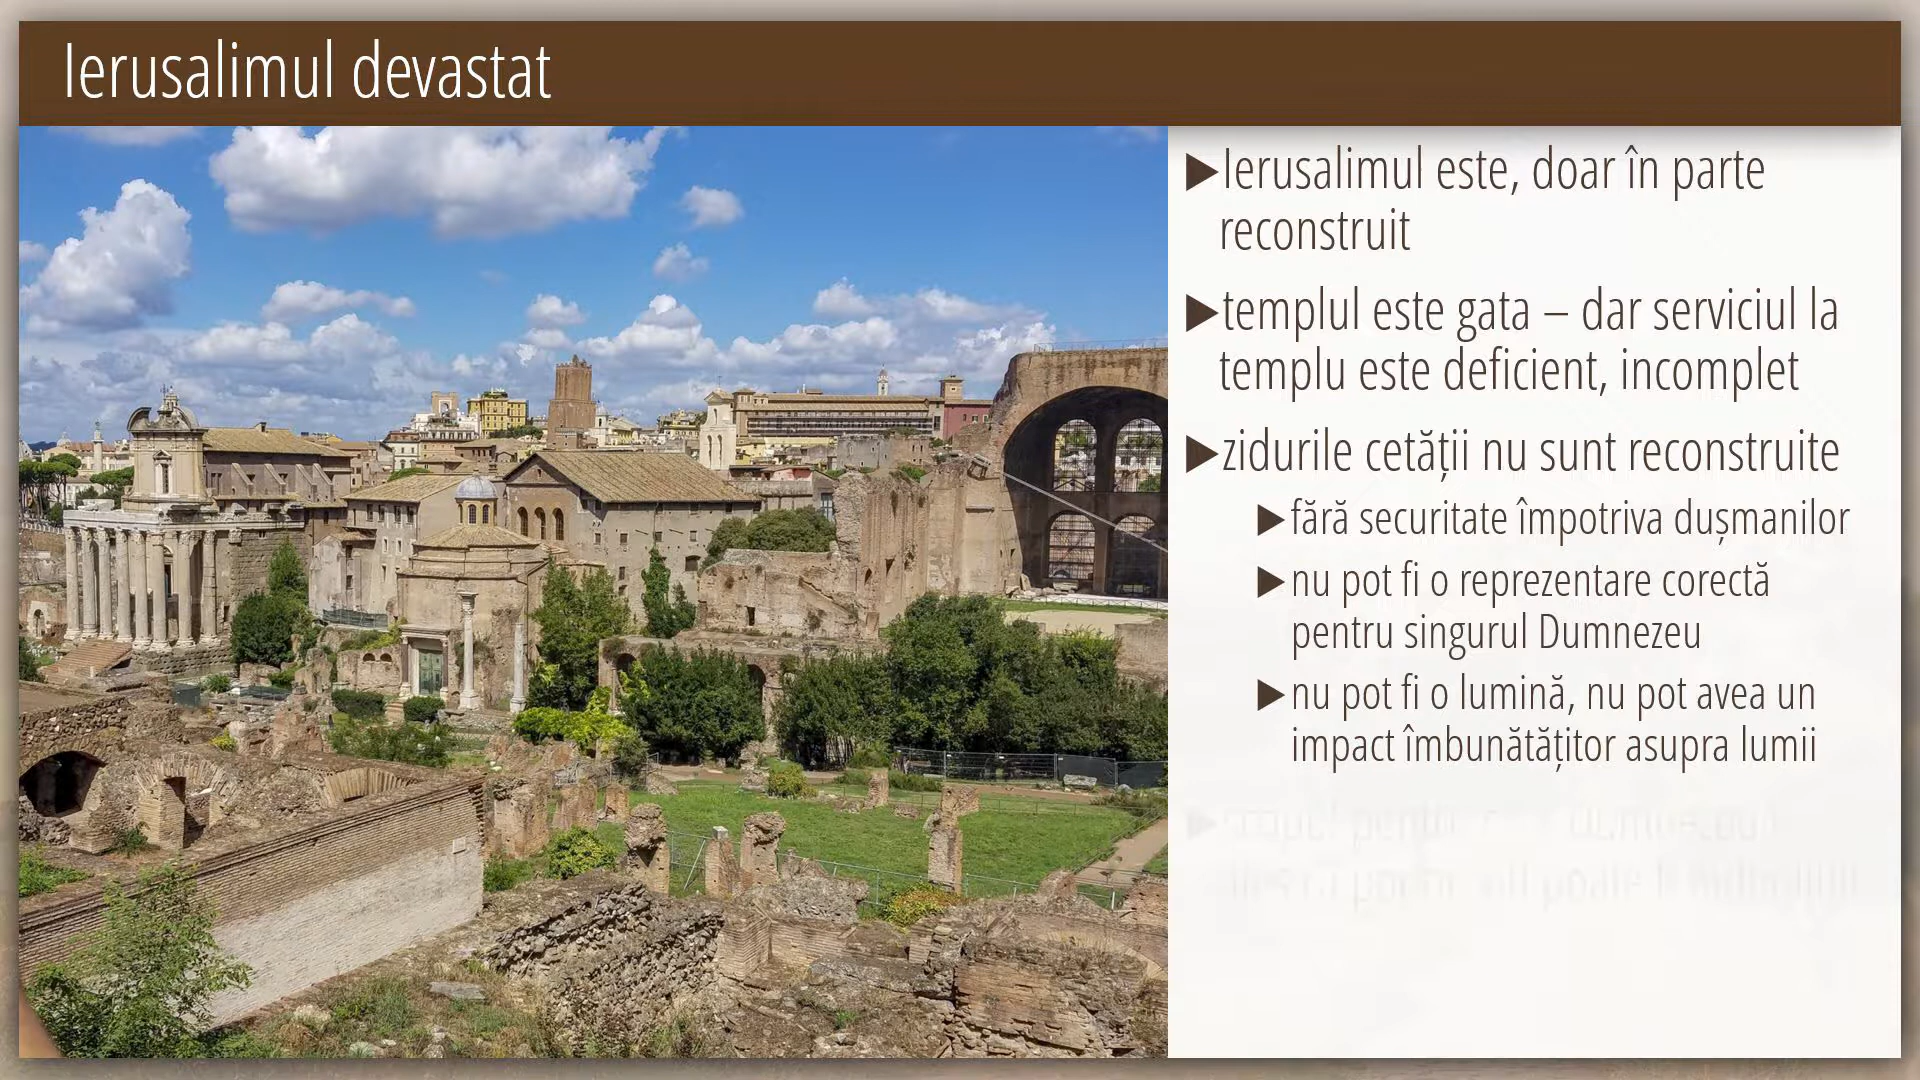 Ierusalimul devastat
▶Ierusalimul este, doar în parte
reconstruit
▶templul este gata – dar serviciul la
templu este deficient, incomplet
▶zidurile cetății nu sunt reconstruite
▶fără securitate împotriva dușmanilor
▶nu pot fi o reprezentare corectă
pentru singurul Dumnezeu
▶nu pot fi o lumină, nu pot avea un
impact îmbunătățitor asupra lumii